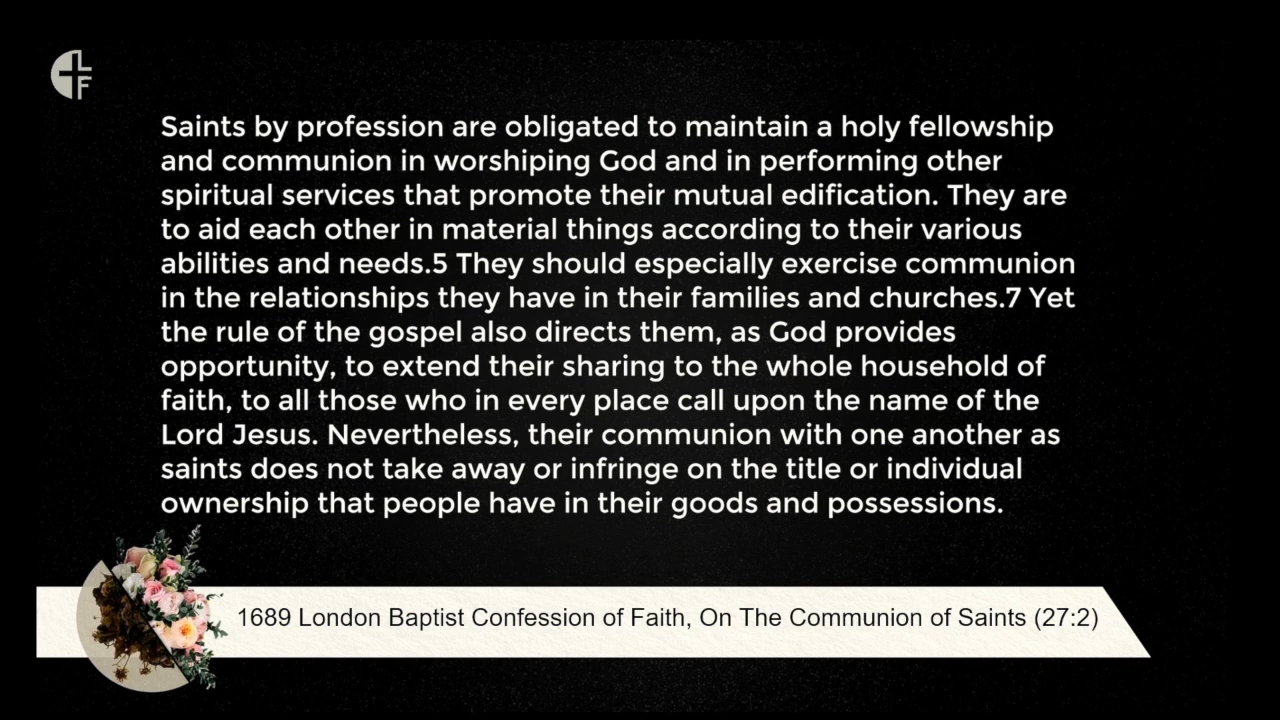 LF
Saints by profession are obligated to maintain a holy fellowship
and communion in worshiping God and in performing other
spiritual services that promote their mutual edification. They are
to aid each other in material things according to their various
abilities and needs.5 They should especially exercise communion
in the relationships they have in their families and churches.7 Yet
the rule of the gospel also directs them, as God provides
opportunity, to extend their sharing to the whole household of
faith, to all those who in every place call upon the name of the
Lord Jesus. Nevertheless, their communion with one another as
saints does not take away or infringe on the title or individual
ownership that people have in their goods and possessions.
1689 London Baptist Confession of Faith, On The Communion of Saints (27:2)